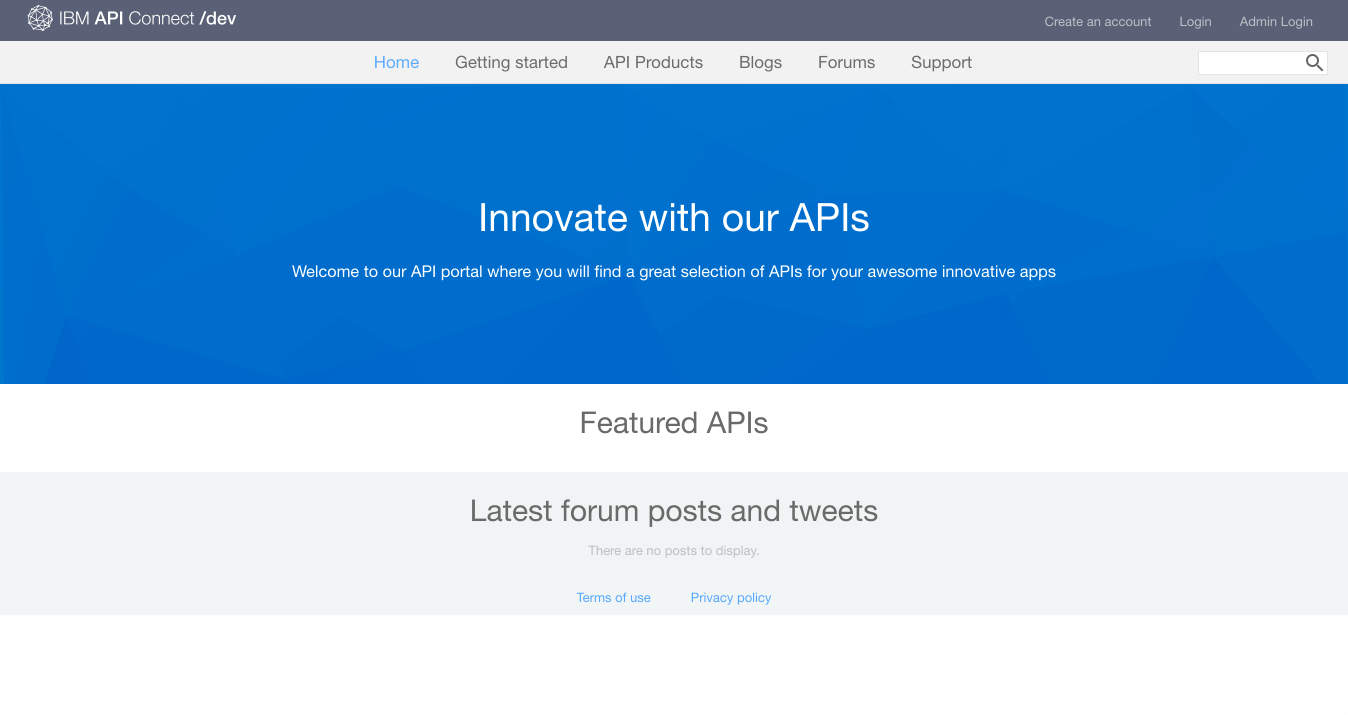 IBM API Connect /dev
Create an account Login Admin Login
Home Getting started API Products Blogs Forums Support
Innovate with our APIs
Welcome to our API portal where you will find a great selection of APIs for your awesome innovative apps
Featured APIs
Latest forum posts and tweets
There are no posts to display.
Terms of use Privacy policy